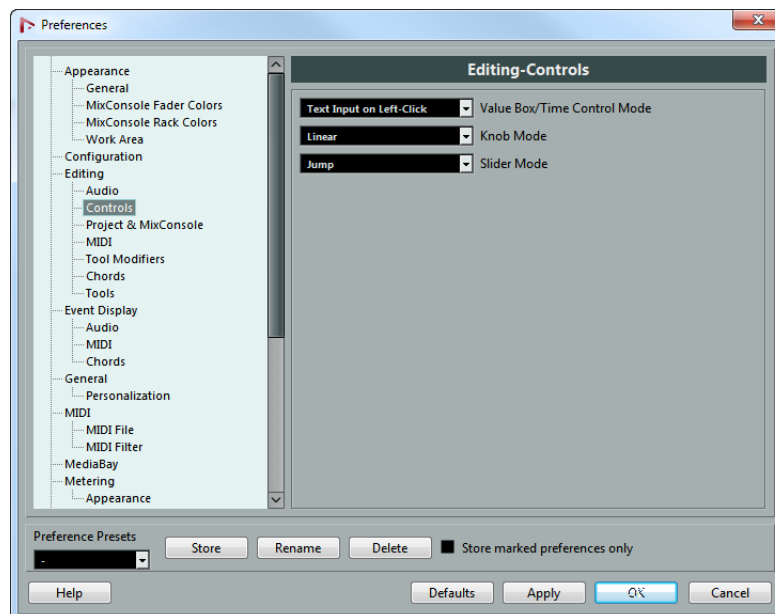 Preferences
Appearance
General
MixConsole Fader Colors
MixConsole Rack Colors
Work Area
Configuration
Editing
Audio
Controls
Project & MixConsole
MIDI
Tool Modifiers
Chords
Tools
Event Display
Audio
MIDI
Chords
General
Personalization
MIDI
MIDI File
MIDI Filter
MediaBay
Metering
Appearance
Editing-Controls
Text Input on Left-Click Value Box/Time Control Mode
Linear Knob Mode
Jump Slider Mode
Preference Presets
-
Store Rename Delete Store marked preferences only
Help Defaults Apply OK Cancel